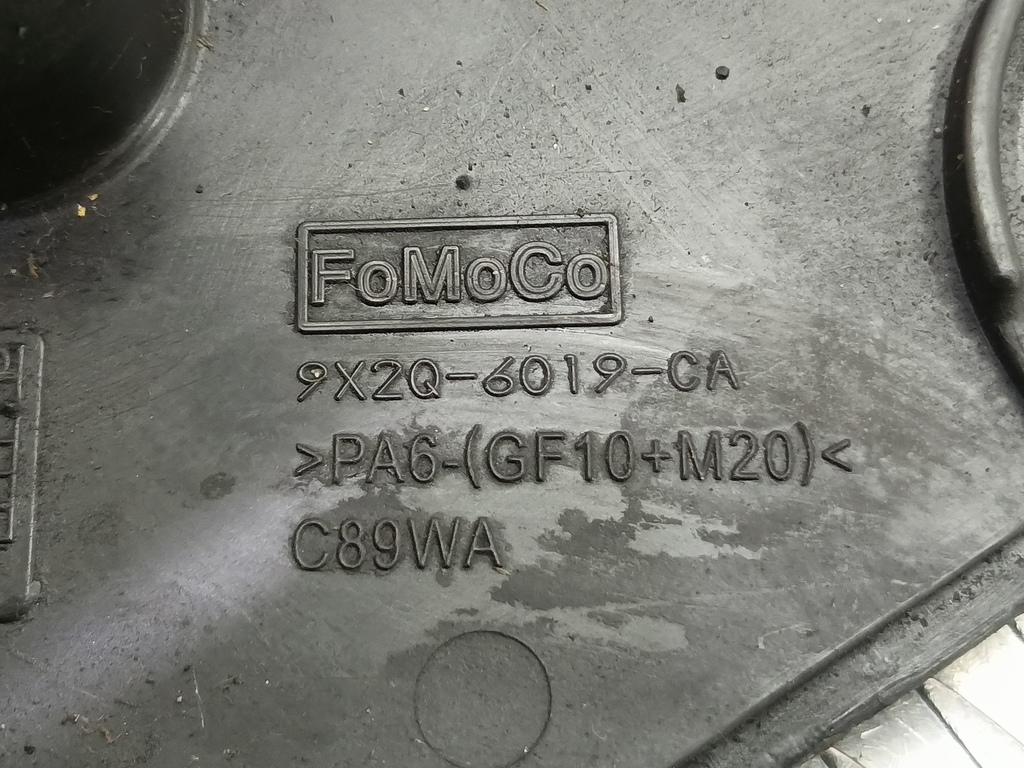 FoMoCo
9X2Q-6019-CA
>PA6-(GF10+M20)<
C89WA